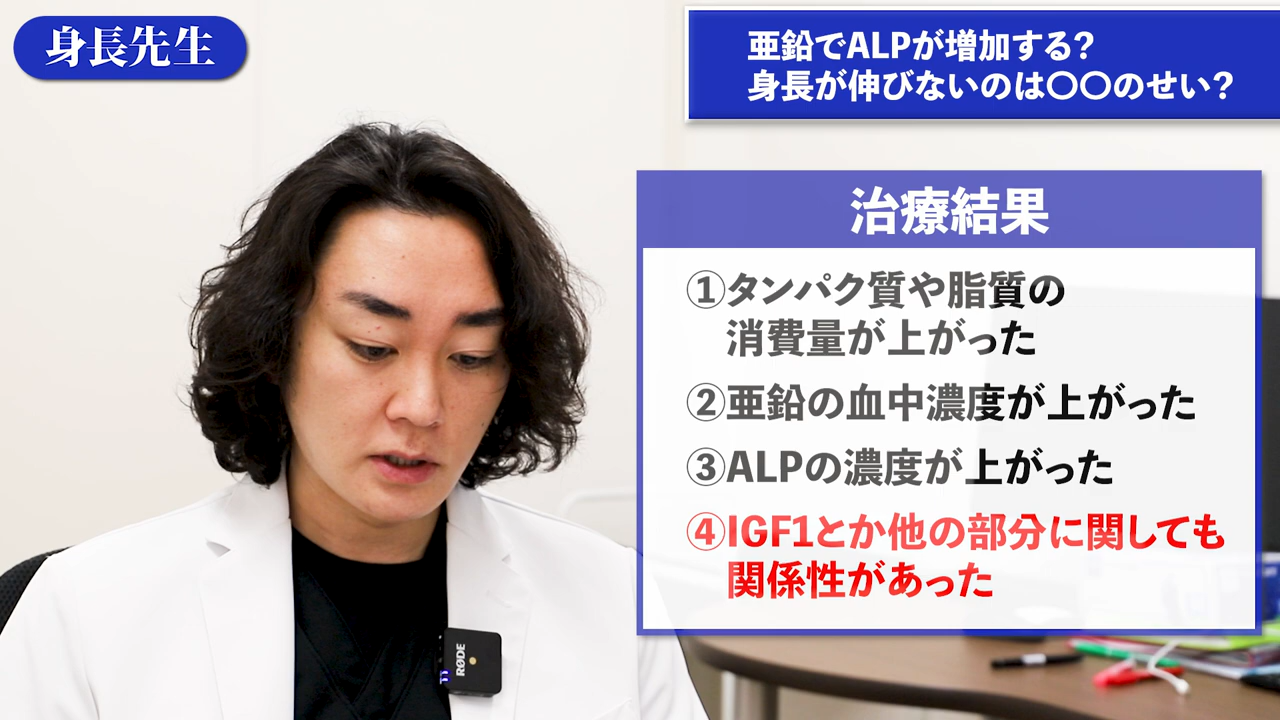 身長先生
亜鉛でALPが増加する?
身長が伸びないのは〇〇のせい?
治療結果
①タンパク質や脂質の
消費量が上がった
②亜鉛の血中濃度が上がった
③ALPの濃度が上がった
④IGF1とか他の部分に関しても
関係性があった
RØDE